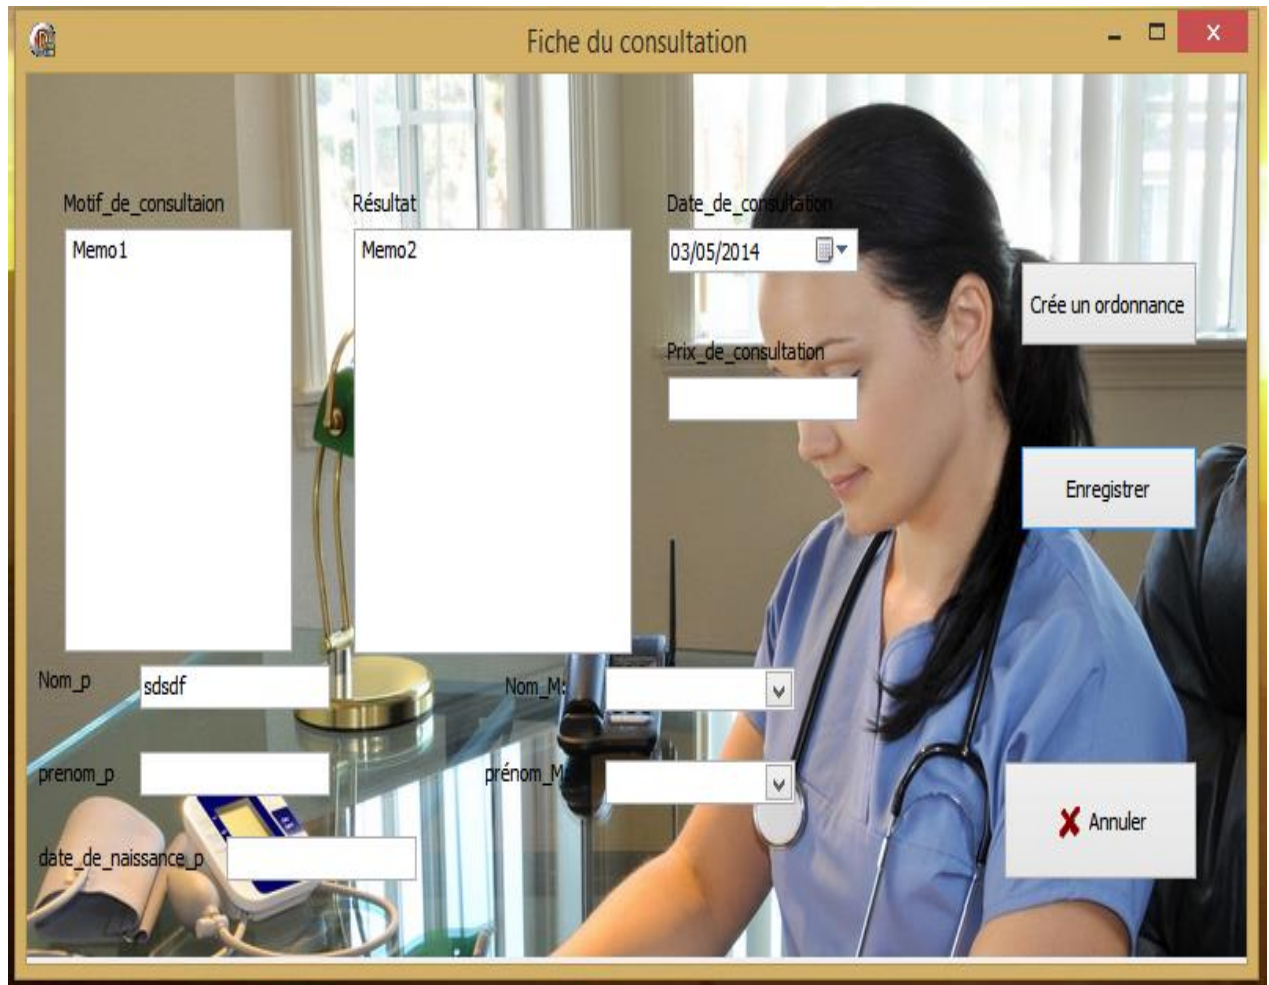 Fiche du consultation
Motif_de_consultaion
Résultat
Date_de_consultation
Memo1
Memo2
03/05/2014
Crée un ordonnance
Prix_de_consultation
Enregistrer
Nom_p
sdsdf
Nom_M:
prenom_p
prénom_M:
Annuler
date_de_naissance_p